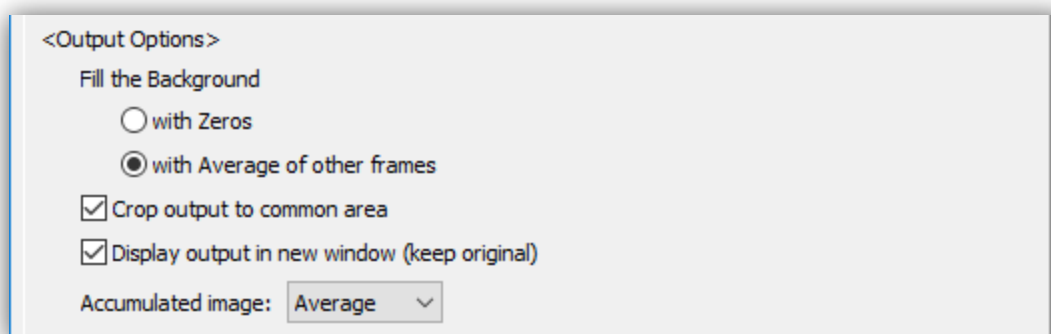 <Output Options>
Fill the Background
with Zeros
with Average of other frames
Crop output to common area
Display output in new window (keep original)
Accumulated image: Average